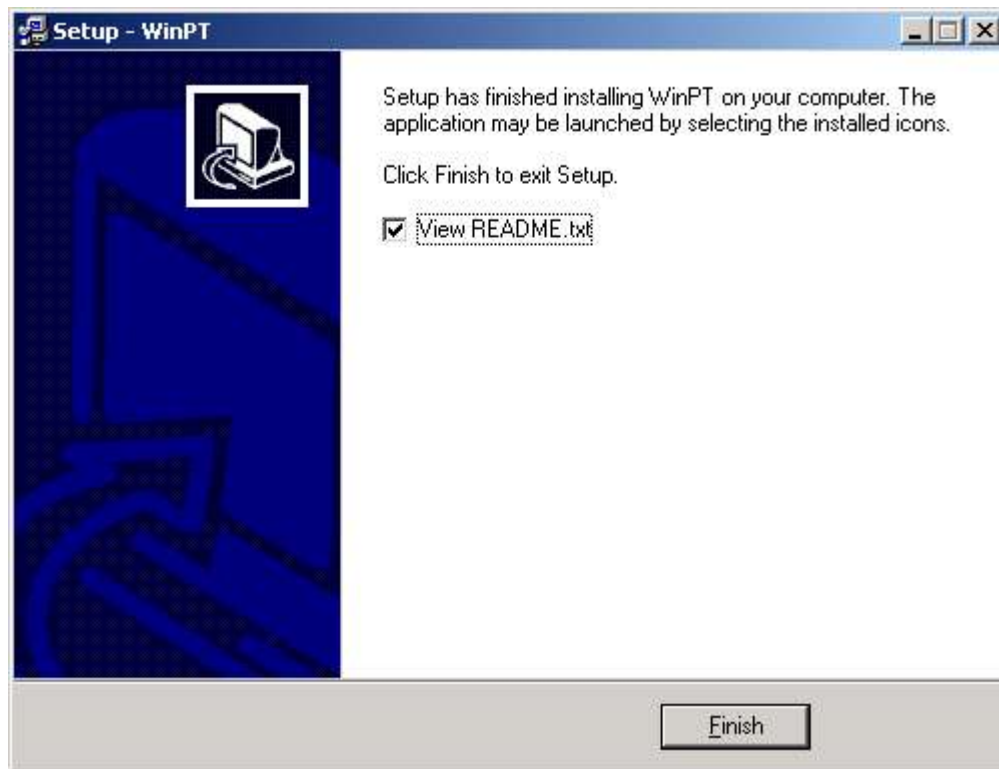 Setup - WinPT
Setup has finished installing WinPT on your computer. The
application may be launched by selecting the installed icons.
Click Finish to exit Setup.
View README.txt
Finish